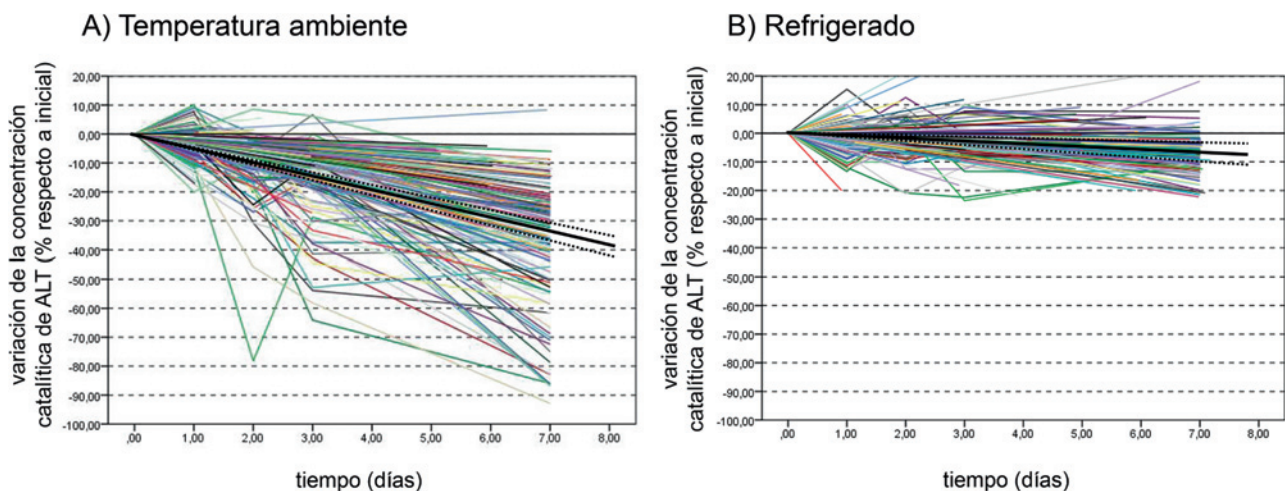 A) Temperatura ambiente
variación de la concentración
catalítica de ALT (% respecto a inicial)
20,00
10,00
0,00
-10,00
-20,00
-30,00
-40,00
-50,00
-60,00
-70,00
-80,00
-90,00
-100,00
,00 1,00 2,00 3,00 4,00 5,00 6,00 7,00 8,00
tiempo (días)
B) Refrigerado
variación de la concentración
catalítica de ALT (% respecto a inicial)
20,00
10,00
0,00
-10,00
-20,00
-30,00
-40,00
-50,00
-60,00
-70,00
-80,00
-90,00
-100,00
,00 1,00 2,00 3,00 4,00 5,00 6,00 7,00 8,00
tiempo (días)